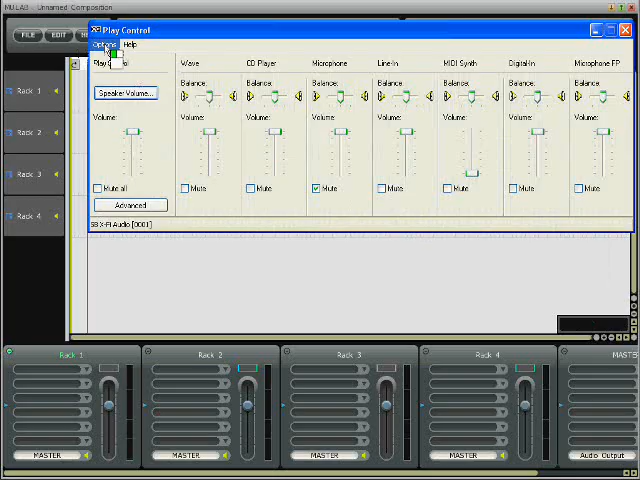 MULAB - Unnamed Composition
Play Control
FILE EDIT
Options Help
Wave CD Player Microphone Line-In MIDI Synth Digital-In Microphone FP
Speaker Volume...
Balance: Balance: Balance: Balance: Balance: Balance: Balance:
Volume: Volume: Volume: Volume: Volume: Volume: Volume: Volume:
Mute all Mute Mute Mute Mute Mute Mute Mute
Advanced
SB X-Fi Audio [0001]
Rack 1
Rack 2
Rack 3
Rack 4
Rack 1 Rack 2 Rack 3 Rack 4
MASTER MASTER MASTER MASTER Audio Output